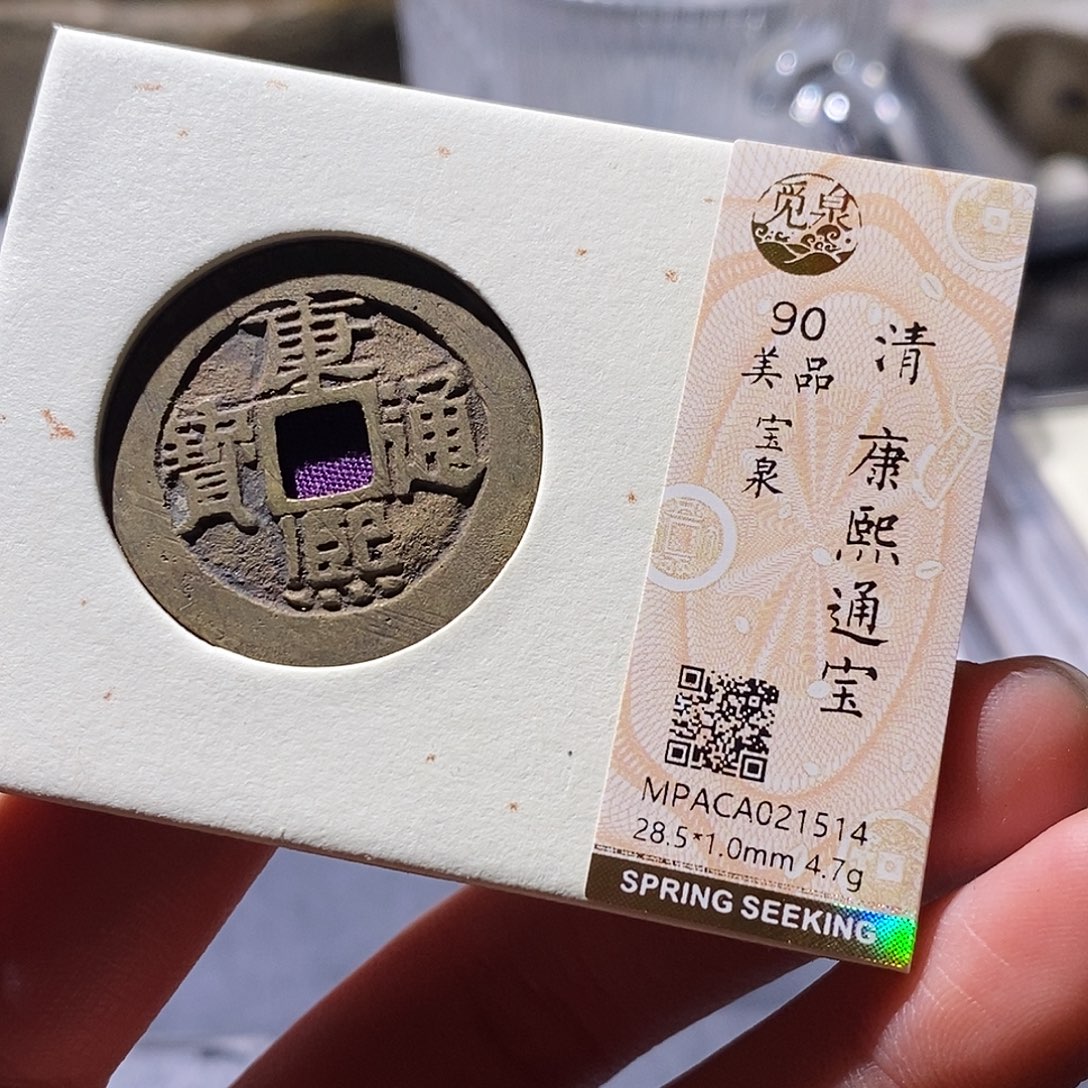 康熙通寶
觅泉
90
美品
宝泉
清
康熙通宝
MPACA021514
28.5*1.0mm 4.7g
SPRING SEEKING